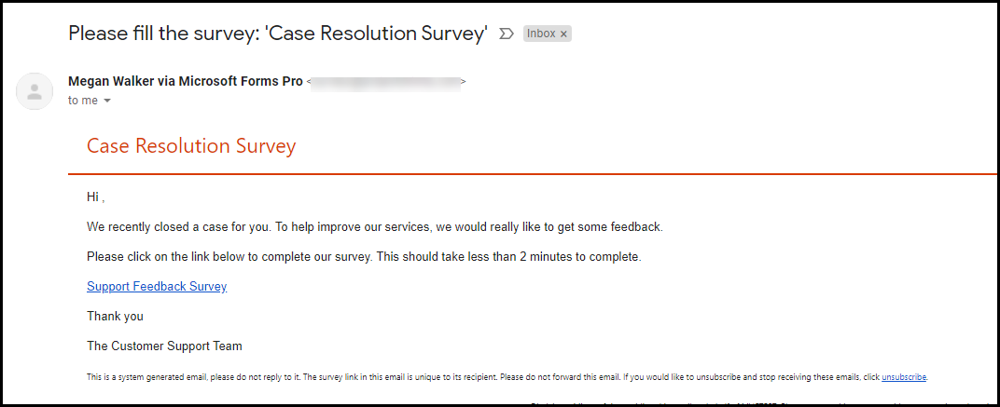 Please fill the survey: 'Case Resolution Survey' Inbox ×
Megan Walker via Microsoft Forms Pro < >
to me
Case Resolution Survey
Hi ,
We recently closed a case for you. To help improve our services, we would really like to get some feedback.
Please click on the link below to complete our survey. This should take less than 2 minutes to complete.
Support Feedback Survey
Thank you
The Customer Support Team
This is a system generated email, please do not reply to it. The survey link in this email is unique to its recipient. Please do not forward this email. If you would like to unsubscribe and stop receiving these emails, click unsubscribe.